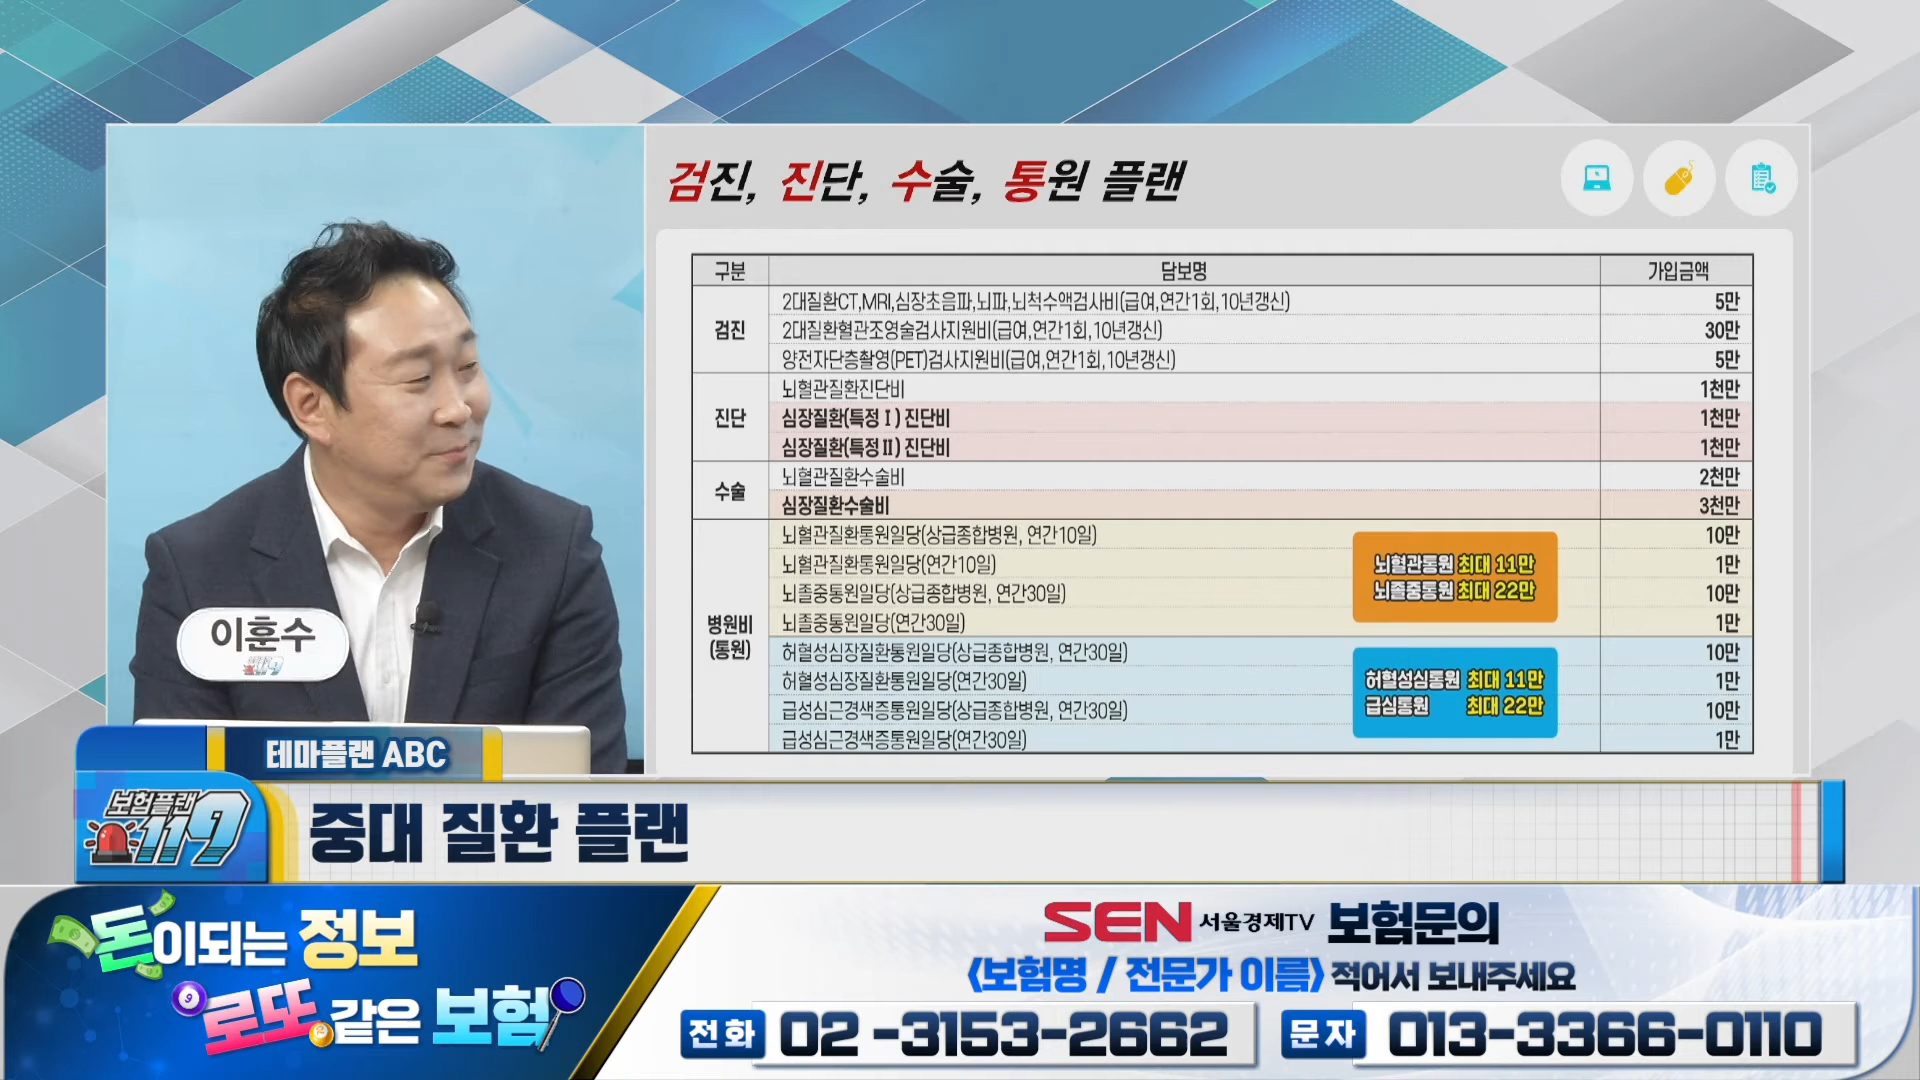 검진, 진단, 수술, 통원 플랜
구분 담보명 가입금액
검진
2대질환CT,MRI,심장초음파,뇌파,뇌척수액검사비(급여,연간1회,10년갱신) 5만
2대질환혈관조영술검사지원비(급여,연간1회,10년갱신) 30만
양전자단층촬영(PET)검사지원비(급여,연간1회,10년갱신) 5만
진단
뇌혈관질환진단비 1천만
심장질환(특정Ⅰ) 진단비 1천만
심장질환(특정Ⅱ) 진단비 1천만
수술
뇌혈관질환수술비 2천만
심장질환수술비 3천만
병원비
(통원)
뇌혈관질환통원일당(상급종합병원, 연간10일) 10만
뇌혈관질환통원일당(연간10일) 1만
뇌졸중통원일당(상급종합병원, 연간30일) 10만
뇌졸중통원일당(연간30일) 1만
뇌혈관통원 최대 11만
뇌졸중통원 최대 22만
허혈성심장질환통원일당(상급종합병원, 연간30일) 10만
허혈성심장질환통원일당(연간30일) 1만
급성심근경색증통원일당(상급종합병원, 연간30일) 10만
급성심근경색증통원일당(연간30일) 1만
허혈성심통원 최대 11만
급심통원 최대 22만
이훈수
테마플랜 ABC
보험플랜
119
중대 질환 플랜
돈이되는 정보
로또같은 보험
SEN 서울경제TV 보험문의
<보험명 / 전문가 이름> 적어서 보내주세요
전화 02-3153-2662
문자 013-3366-0110